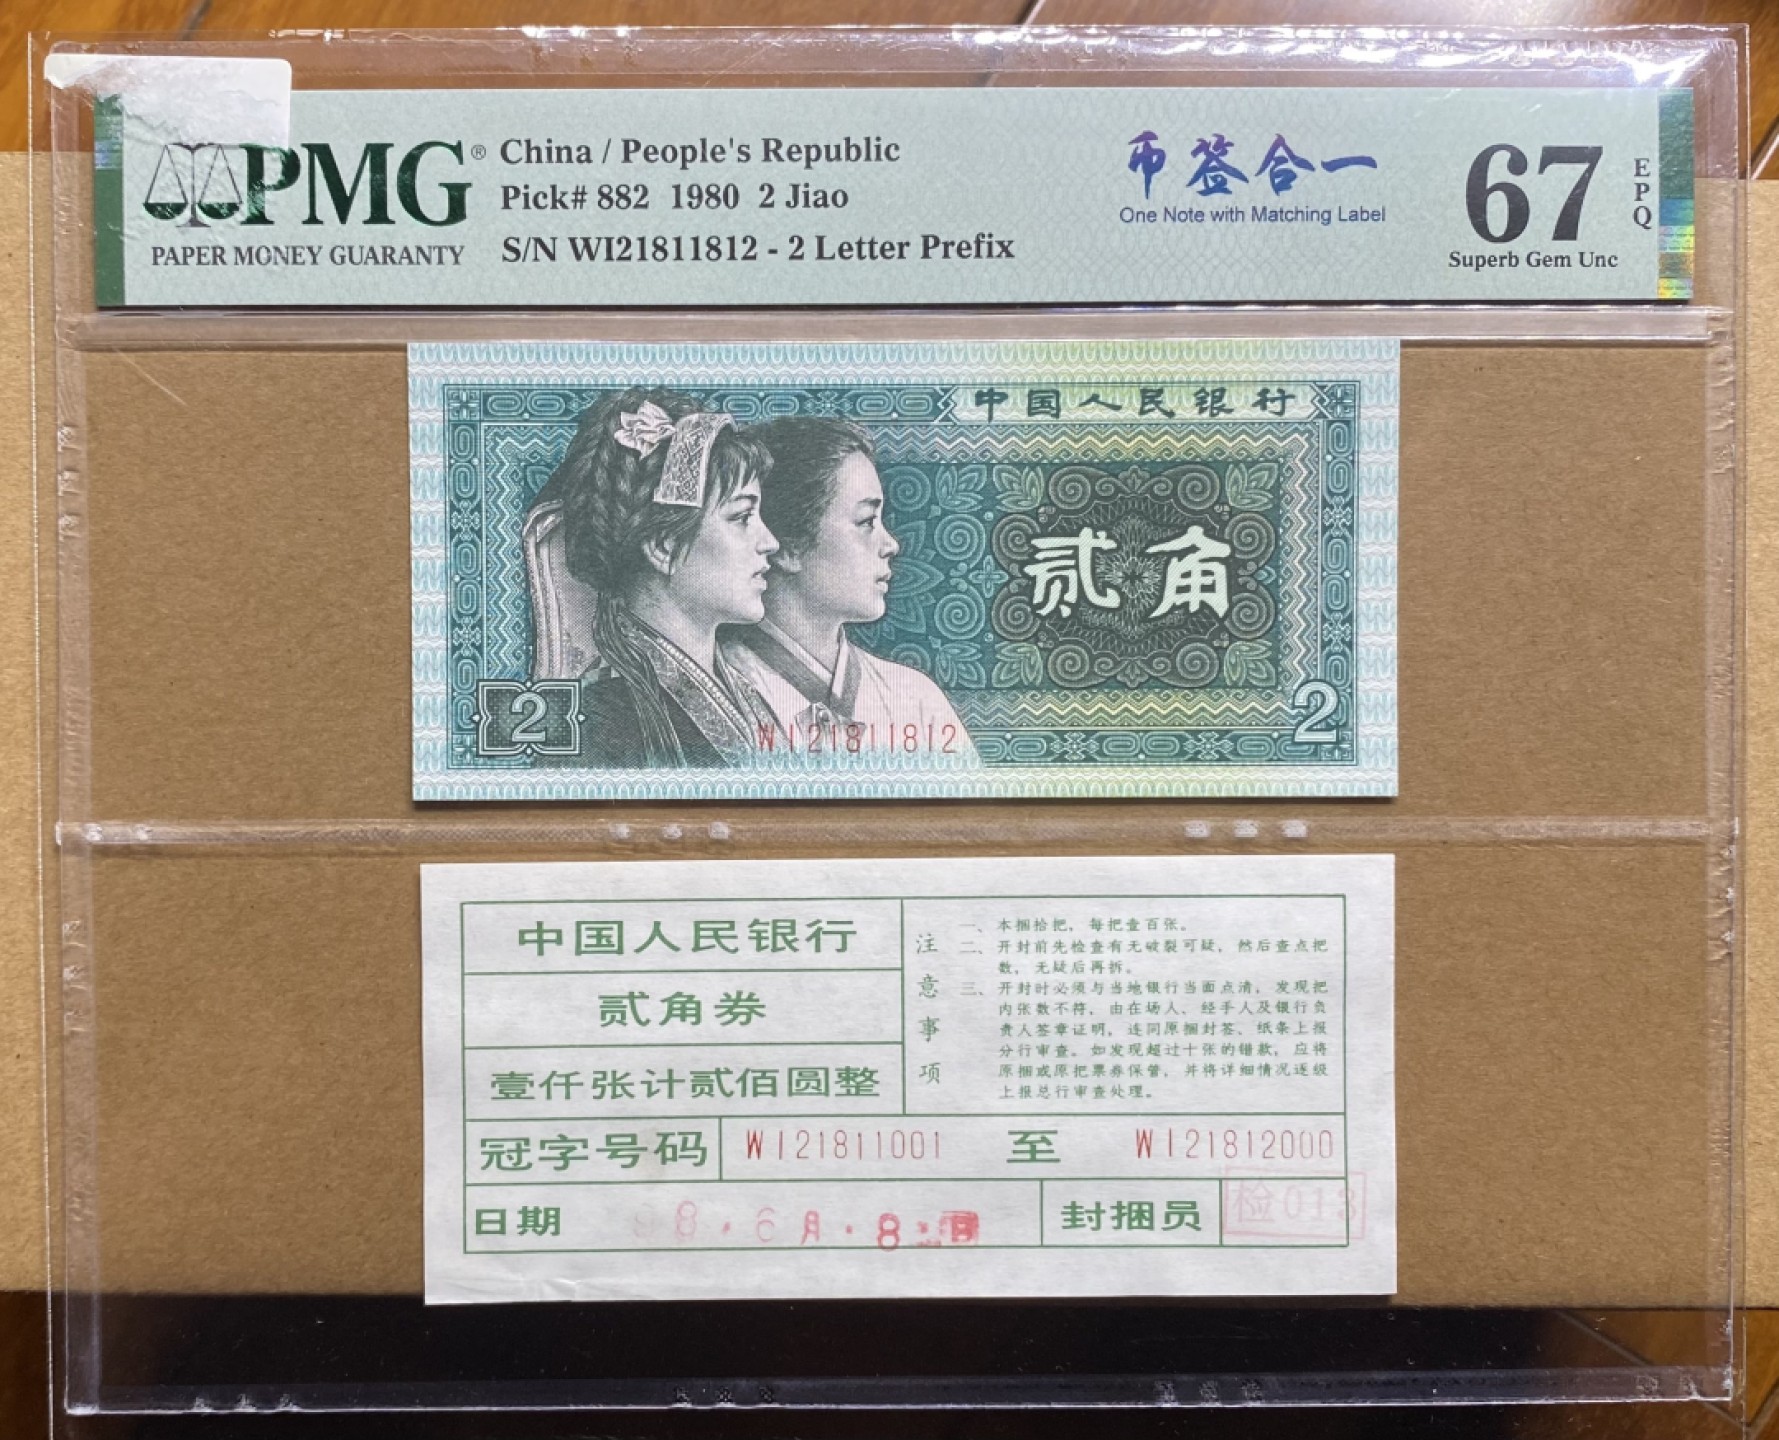 PMG®
PAPER MONEY GUARANTY
China / People's Republic
Pick# 882 1980 2 Jiao
S/N WI21811812 - 2 Letter Prefix
币签合一
One Note with Matching Label
67
EPQ
Superb Gem Unc
中国人民银行
贰角
2
2
WI21811812
中国人民银行
贰角券
壹仟张计贰佰圆整
注意事项
一、本捆拾把，每把壹百张。
二、开封前先检查有无破裂可疑，然后查点把
数，无疑后再拆。
三、开封时必须与当地银行当面点清，发现把
内张数不符，由在场人、经手人及银行负
责人签章证明，连同原捆封签、纸条上报
分行审查。如发现超过十张的错款，应将
原捆或原把票券保管，并将详细情况逐级
上报总行审查处理。
冠字号码 WI21811001 至 WI21812000
日期 98.6月.8 日
封捆员 检013